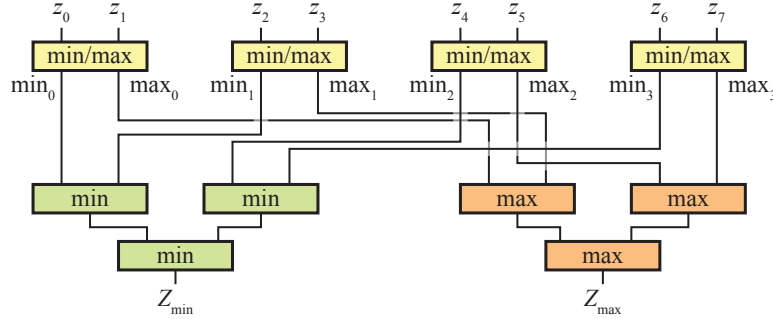 z0 z1 z2 z3 z4 z5 z6 z7
min/max min/max min/max min/max
min0 max0 min1 max1 min2 max2 min3 max3
min min max max
min max
Zmin Zmax